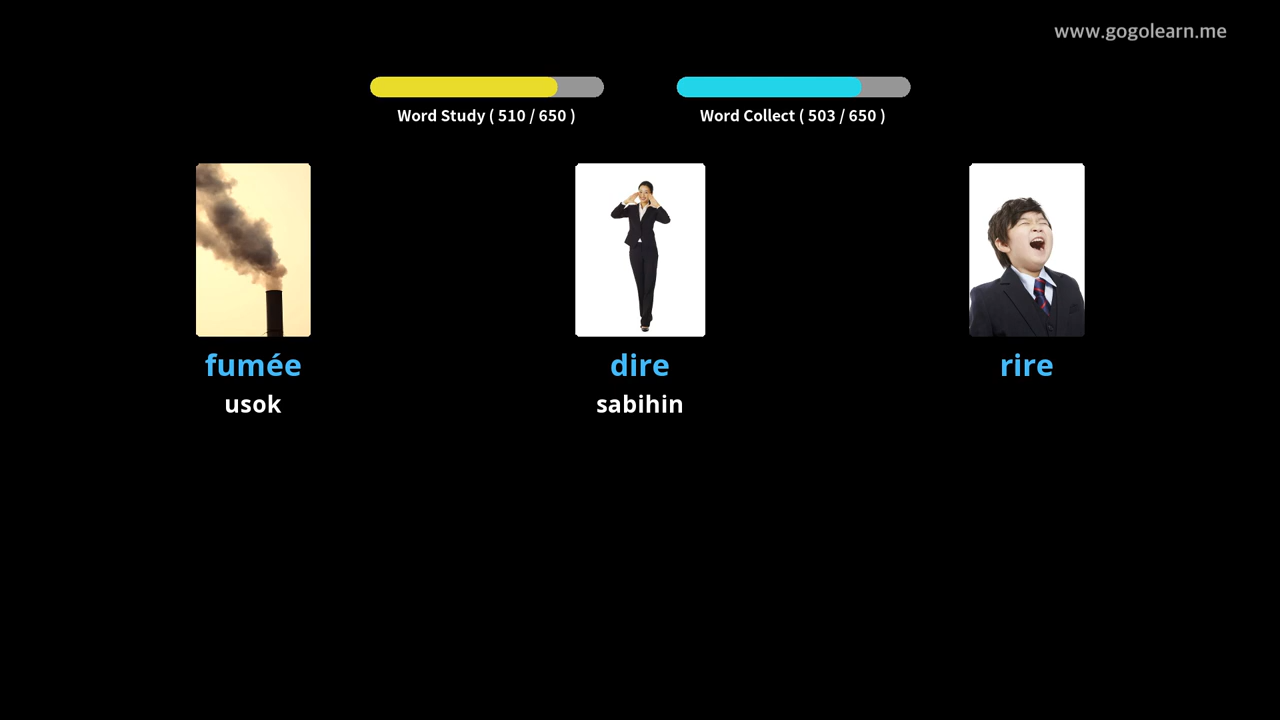 www.gogolearn.me
Word Study ( 510 / 650 )
Word Collect ( 503 / 650 )
fumée
usok
dire
sabihin
rire